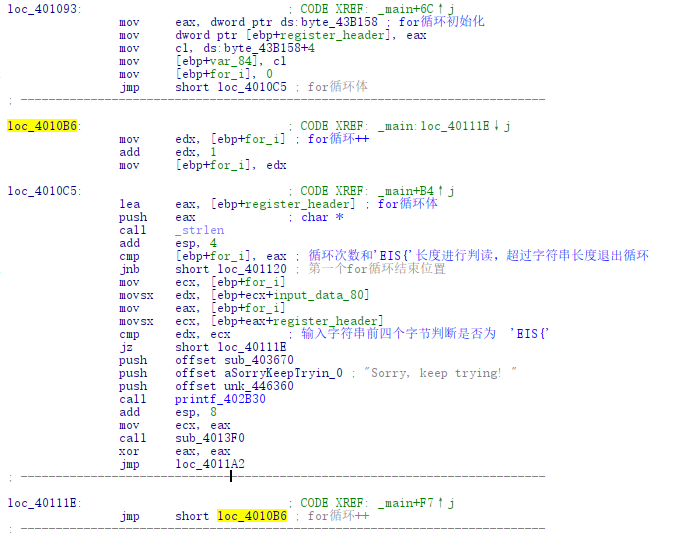 loc_401093: ; CODE XREF: _main+6C↑j
mov eax, dword ptr ds:byte_43B158 ; for循环初始化
mov dword ptr [ebp+register_header], eax
mov cl, ds:byte_43B158+4
mov [ebp+var_84], cl
mov [ebp+for_i], 0
jmp short loc_4010C5 ; for循环体
; ---------------------------------------------------------------------------
loc_4010B6: ; CODE XREF: _main:loc_40111E↓j
mov edx, [ebp+for_i] ; for循环++
add edx, 1
mov [ebp+for_i], edx
loc_4010C5: ; CODE XREF: _main+B4↑j
lea eax, [ebp+register_header] ; for循环体
push eax ; char *
call _strlen
add esp, 4
cmp [ebp+for_i], eax ; 循环次数和'EIS{'长度进行判读，超过字符串长度退出循环
jnb short loc_401120 ; 第一个for循环结束位置
mov ecx, [ebp+for_i]
movsx edx, [ebp+ecx+input_data_80]
mov eax, [ebp+for_i]
movsx ecx, [ebp+eax+register_header]
cmp edx, ecx ; 输入字符串前四个字节判断是否为 'EIS{'
jz short loc_40111E
push offset sub_403670
push offset aSorryKeepTryin_0 ; "Sorry, keep trying! "
push offset unk_446360
call printf_402B30
add esp, 8
mov ecx, eax
call sub_4013F0
xor eax, eax
jmp loc_4011A2
; ---------------------------------------------------------------------------
loc_40111E: ; CODE XREF: _main+F7↑j
jmp short loc_4010B6 ; for循环++
; ---------------------------------------------------------------------------